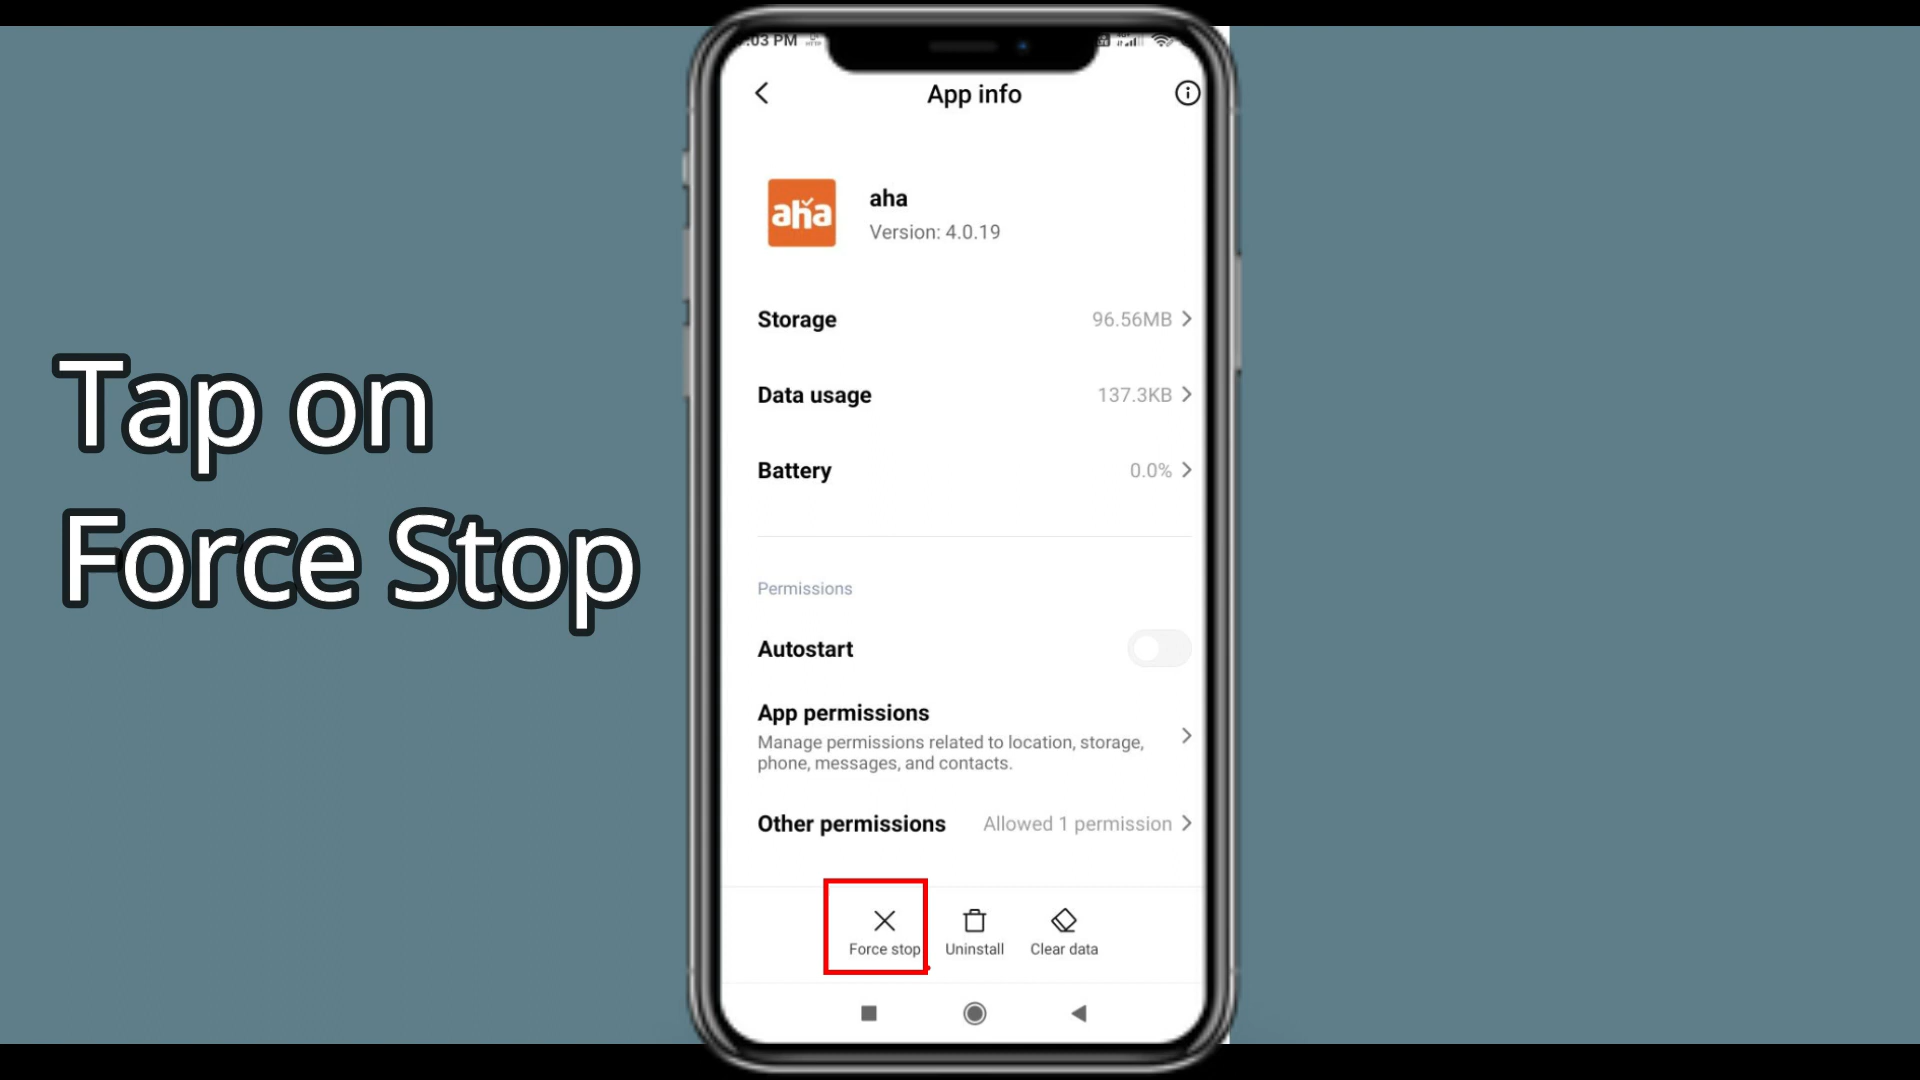 :03 PM
App info
aha
aha
Version: 4.0.19
Storage 96.56MB
Data usage 137.3KB
Battery 0.0%
Tap on
Force Stop
Permissions
Autostart
App permissions
Manage permissions related to location, storage,
phone, messages, and contacts.
Other permissions Allowed 1 permission
Force stop Uninstall Clear data